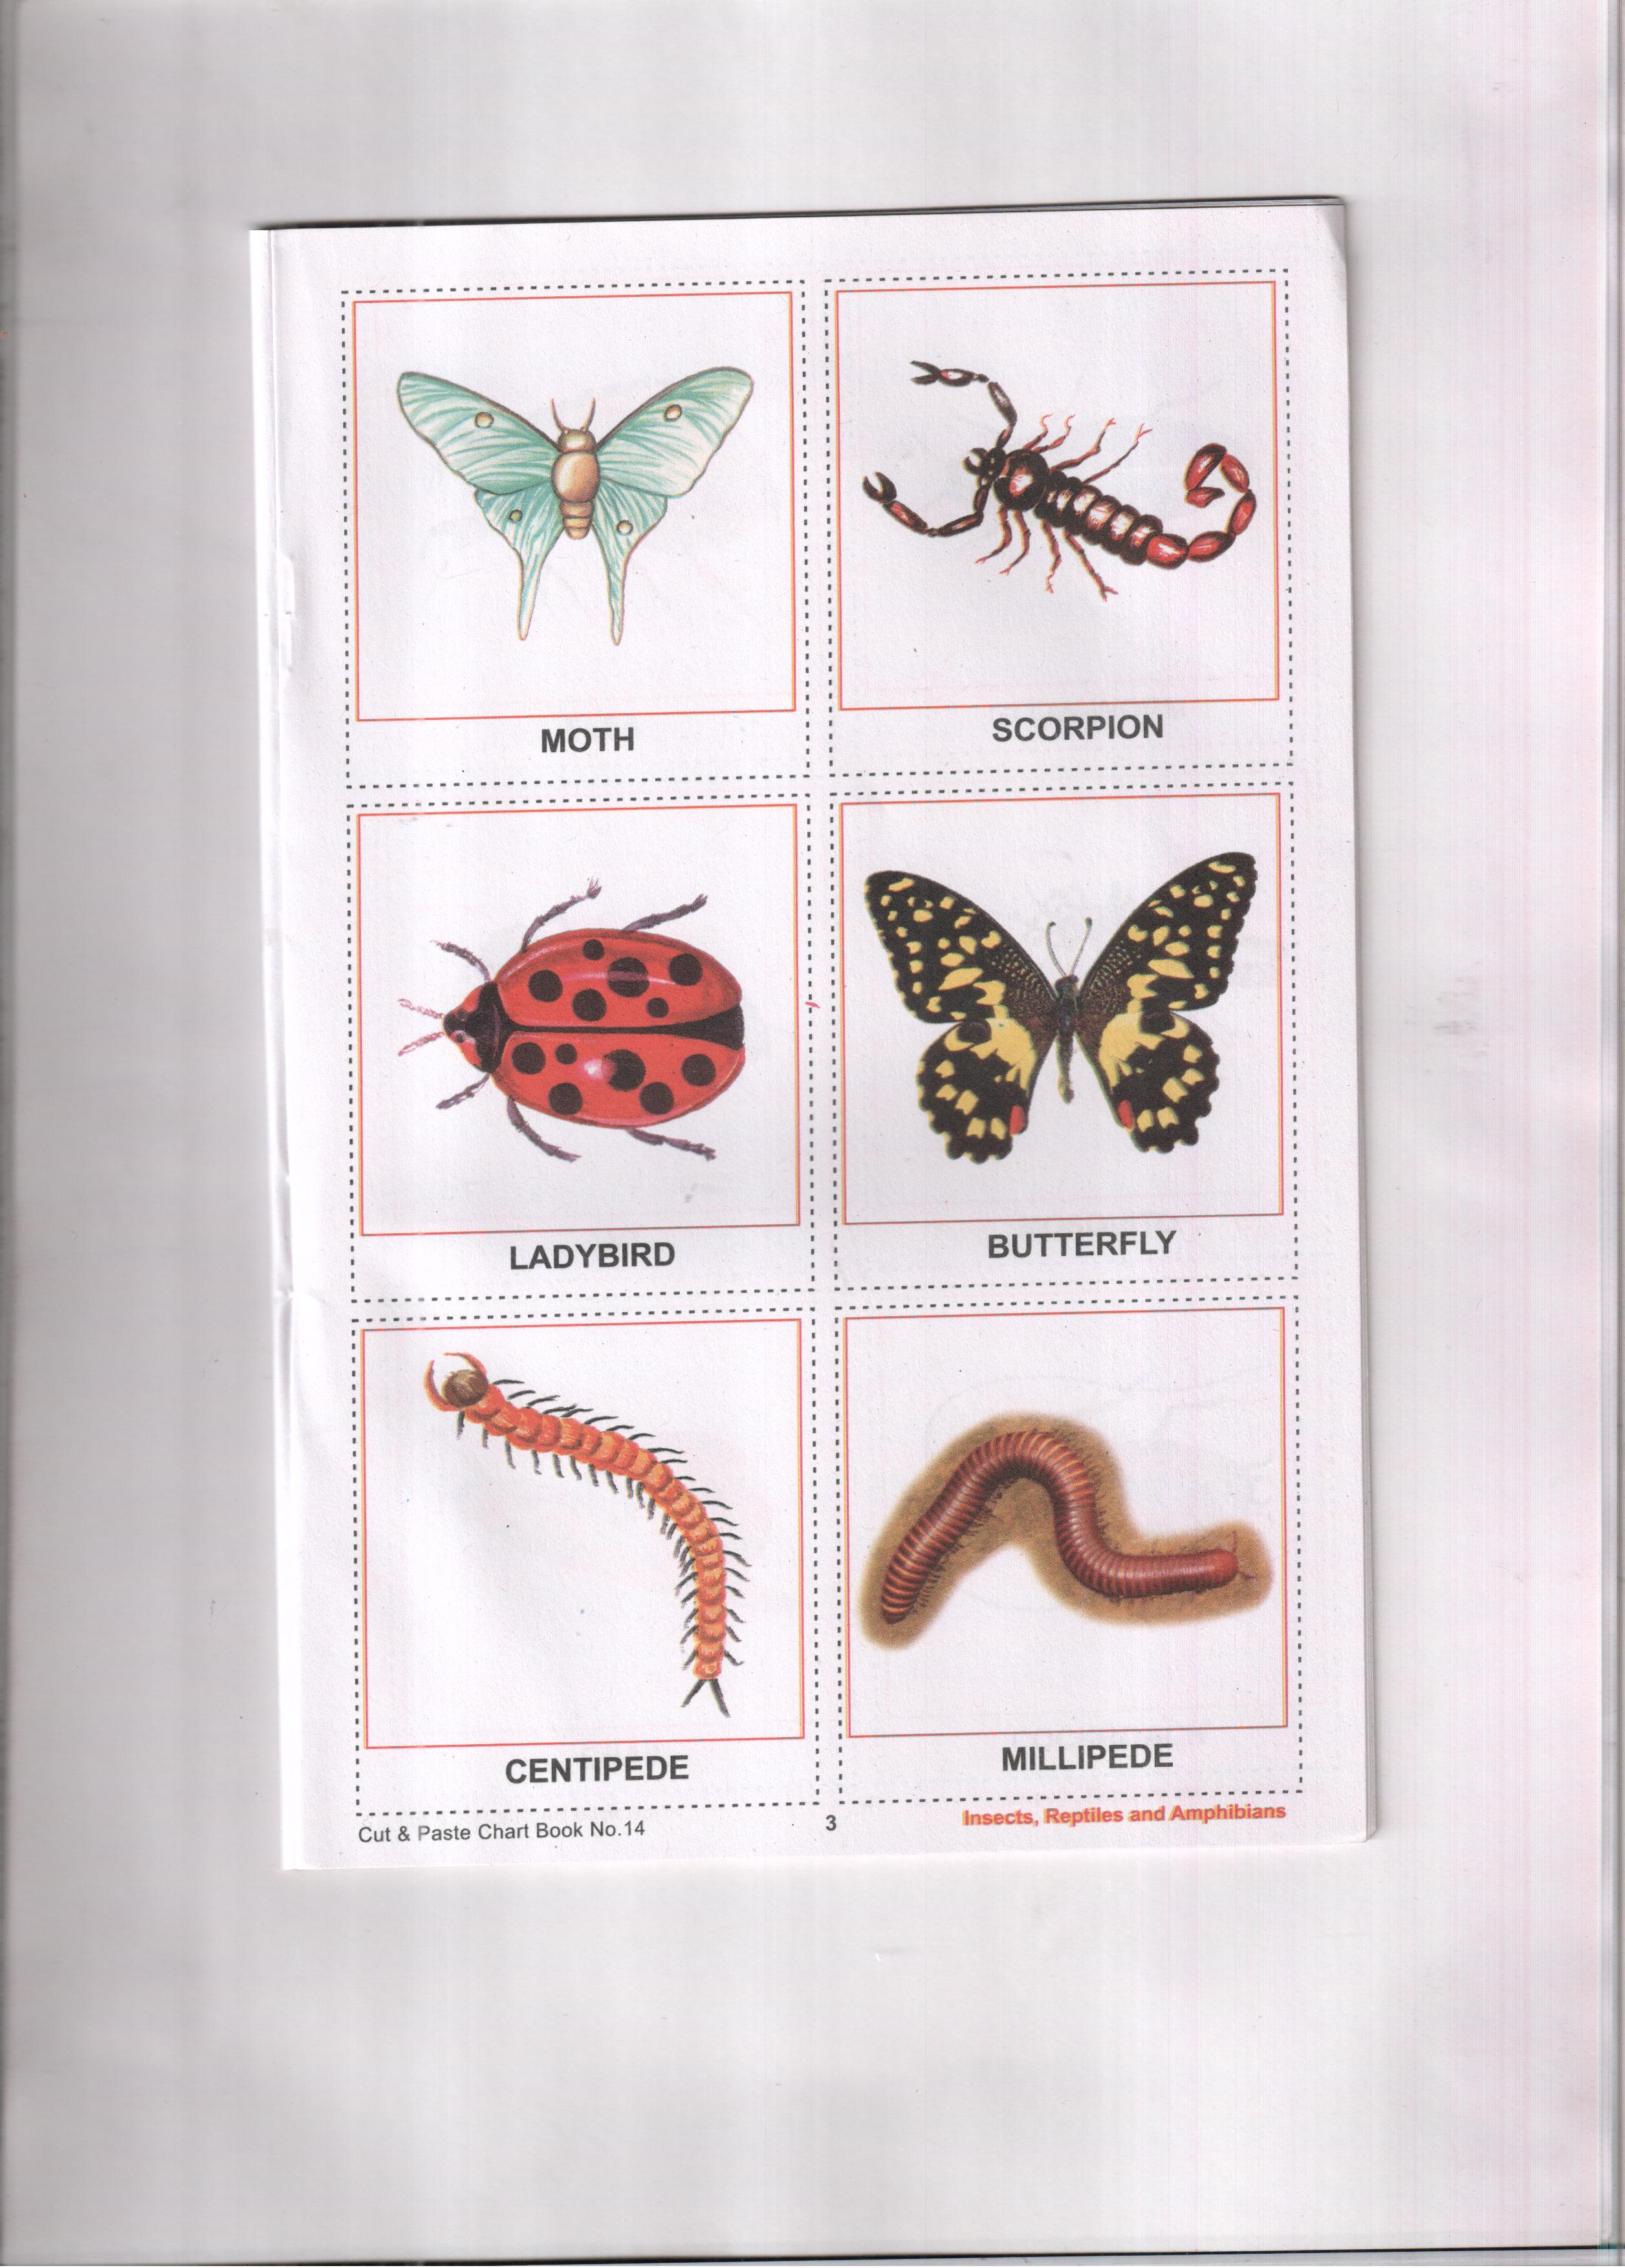 MOTH
SCORPION
LADYBIRD
BUTTERFLY
CENTIPEDE
MILLIPEDE
Cut & Paste Chart Book No.14
3
Insects, Reptiles and Amphibians